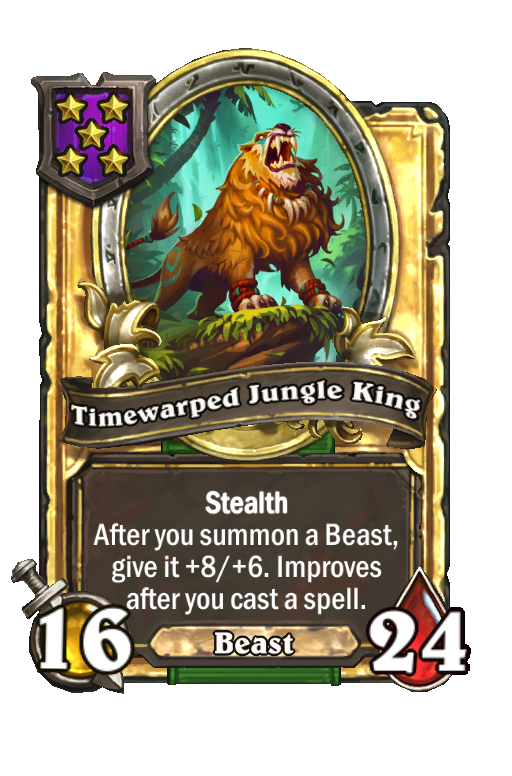 Timewarped Jungle King
Stealth
After you summon a Beast,
give it +8/+6. Improves
after you cast a spell.
16
Beast
24